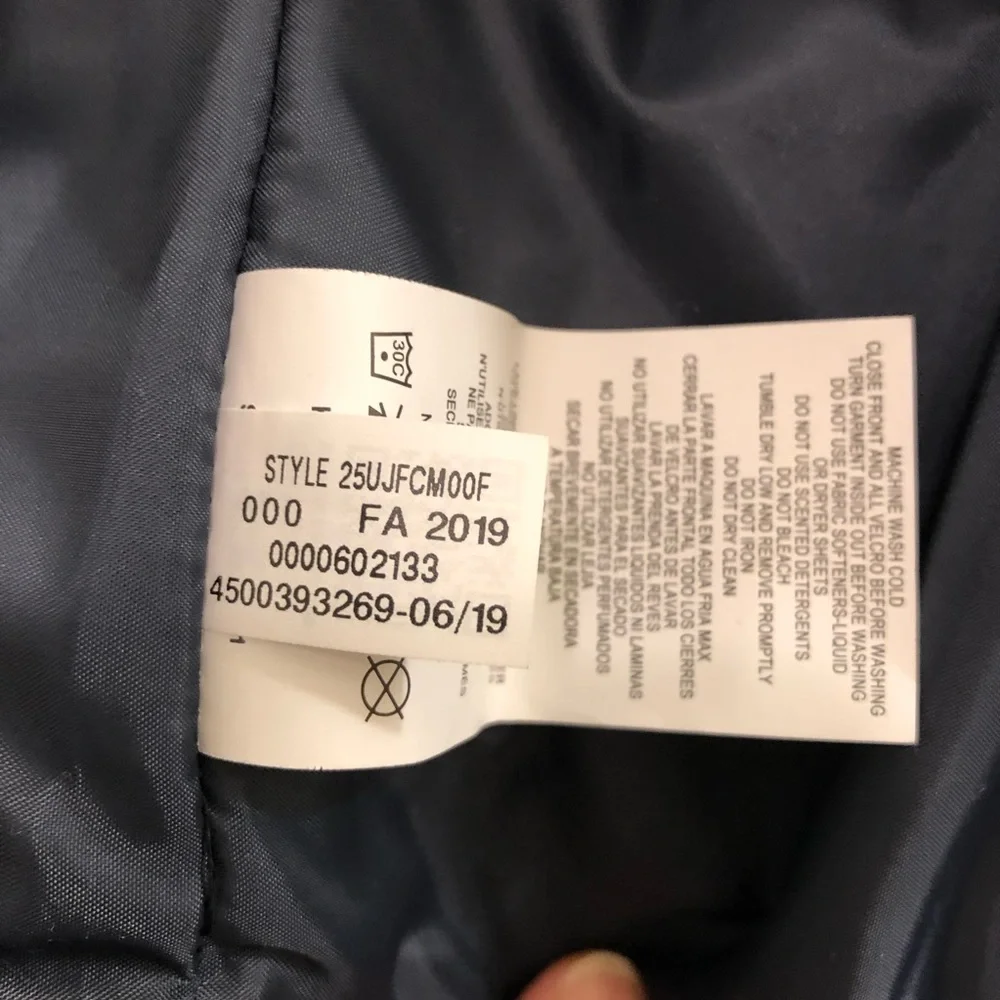 STYLE 25UJFCM00F
000 FA 2019
0000602133
4500393269-06/19
30C
MACHINE WASH COLD
CLOSE FRONT AND ALL VELCRO BEFORE WASHING
TURN GARMENT INSIDE OUT BEFORE WASHING
DO NOT USE FABRIC SOFTENERS-LIQUID
OR DRYER SHEETS
DO NOT USE SCENTED DETERGENTS
DO NOT BLEACH
TUMBLE DRY LOW AND REMOVE PROMPTLY
DO NOT IRON
DO NOT DRY CLEAN
LAVAR A MAQUINA EN AGUA FRIA MAX
CERRAR LA PARTE FRONTAL, TODO LOS CIERRES
DE VELCRO ANTES DE LAVAR
LAVAR LA PRENDA DEL REVES
NO UTILIZAR SUAVIZANTES LIQUIDOS NI LAMINAS
SUAVIZANTES PARA EL SECADO
NO UTILIZAR DETERGENTES PERFUMADOS
NO UTILIZAR LEJIA
SECAR BREVEMENTE EN SECADORA
A TEMPERATURA BAJA